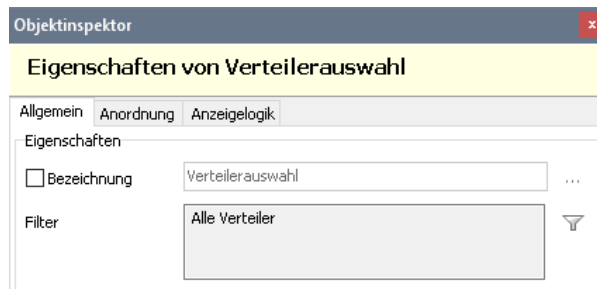 Objektinspektor
x
Eigenschaften von Verteilerauswahl
Allgemein Anordnung Anzeigelogik
Eigenschaften
Bezeichnung Verteilerauswahl ...
Filter Alle Verteiler